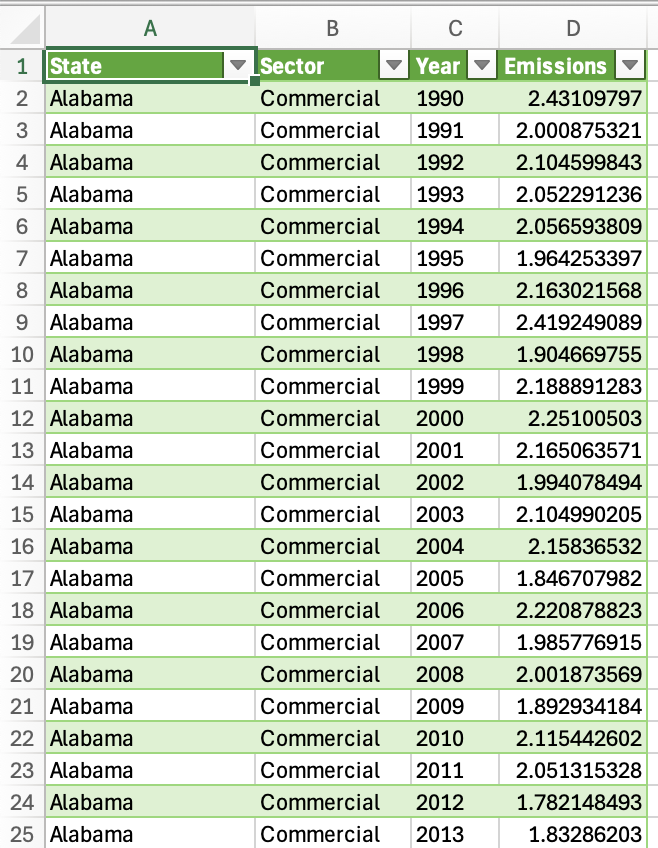 A B C D
1 State Sector Year Emissions
2 Alabama Commercial 1990 2.43109797
3 Alabama Commercial 1991 2.000875321
4 Alabama Commercial 1992 2.104599843
5 Alabama Commercial 1993 2.052291236
6 Alabama Commercial 1994 2.056593809
7 Alabama Commercial 1995 1.964253397
8 Alabama Commercial 1996 2.163021568
9 Alabama Commercial 1997 2.419249089
10 Alabama Commercial 1998 1.904669755
11 Alabama Commercial 1999 2.188891283
12 Alabama Commercial 2000 2.25100503
13 Alabama Commercial 2001 2.165063571
14 Alabama Commercial 2002 1.994078494
15 Alabama Commercial 2003 2.104990205
16 Alabama Commercial 2004 2.15836532
17 Alabama Commercial 2005 1.846707982
18 Alabama Commercial 2006 2.220878823
19 Alabama Commercial 2007 1.985776915
20 Alabama Commercial 2008 2.001873569
21 Alabama Commercial 2009 1.892934184
22 Alabama Commercial 2010 2.115442602
23 Alabama Commercial 2011 2.051315328
24 Alabama Commercial 2012 1.782148493
25 Alabama Commercial 2013 1.83286203